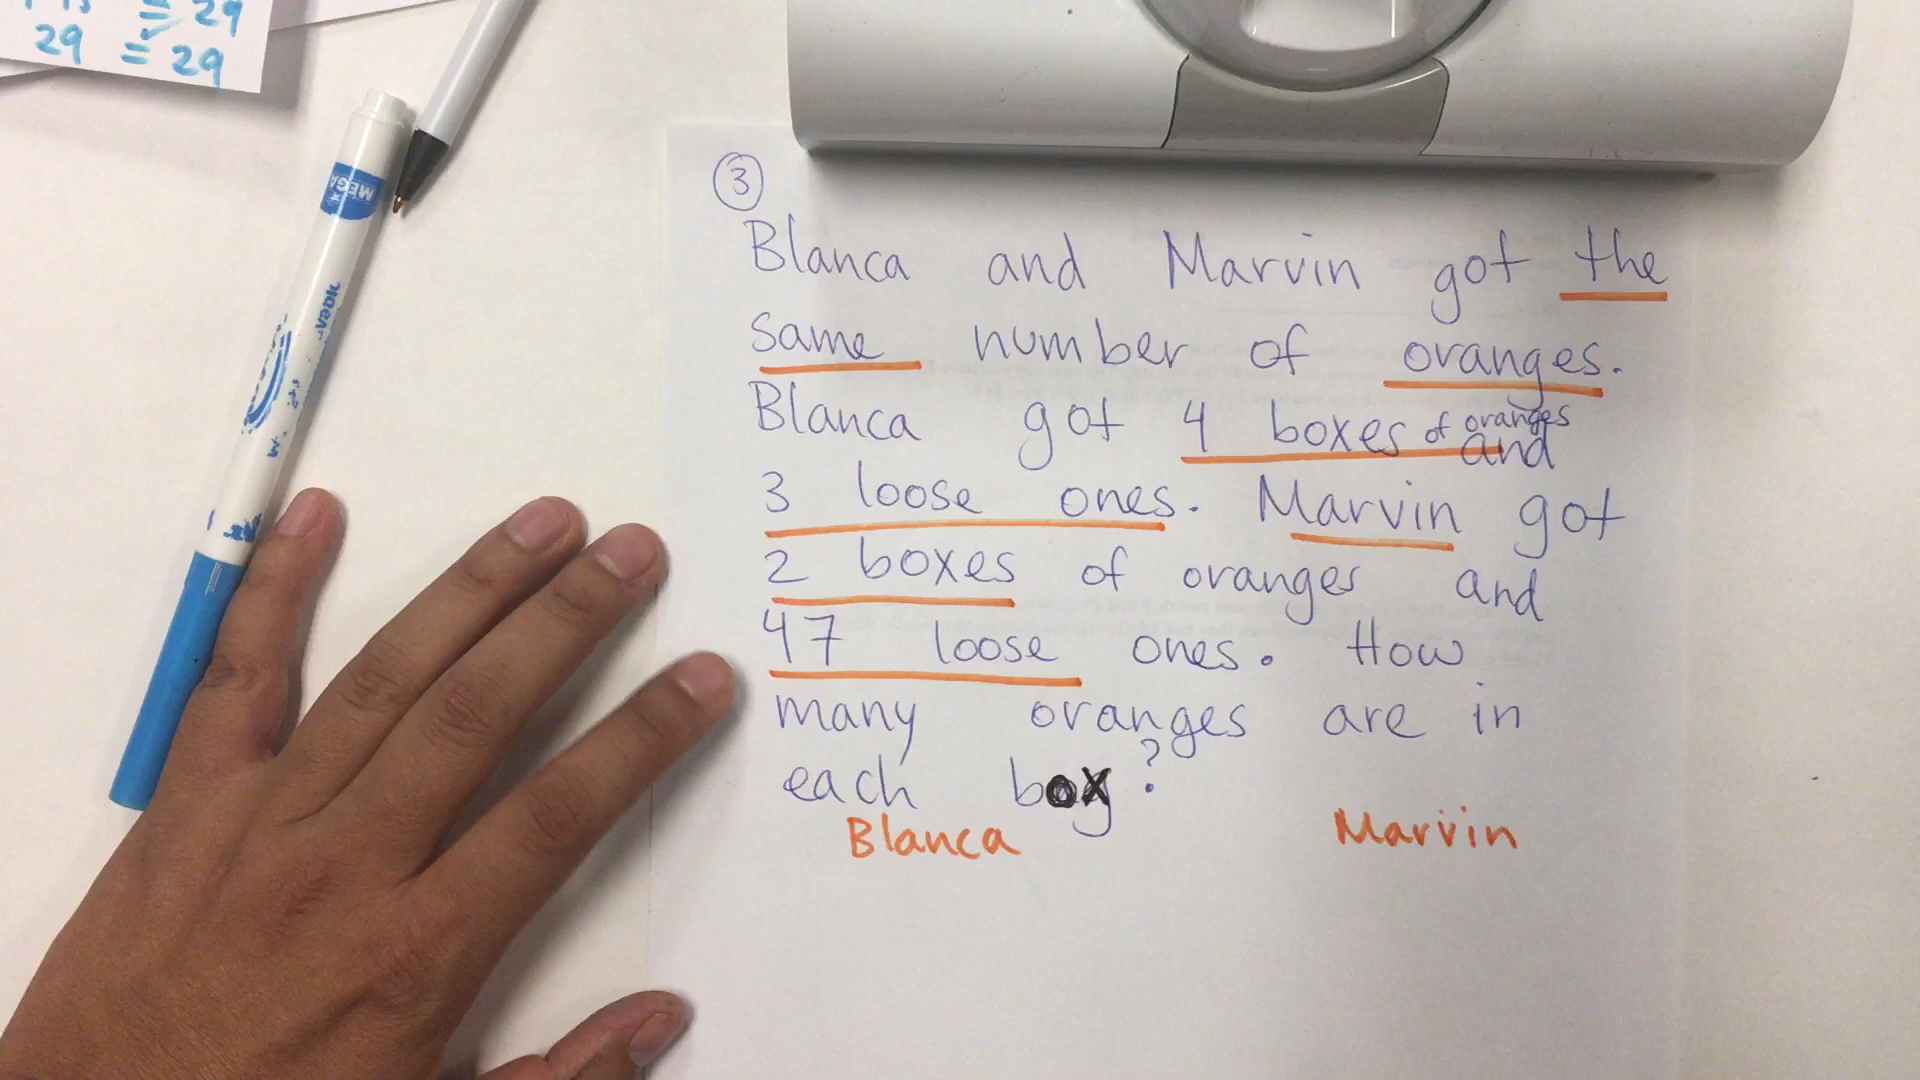 = 29
29 = 29
MEGA
3
Blanca and Marvin got the
same number of oranges.
Blanca got 4 boxes of oranges and
3 loose ones. Marvin got
2 boxes of oranges and
47 loose ones. How
many oranges are in
each box?
Blanca Marvin